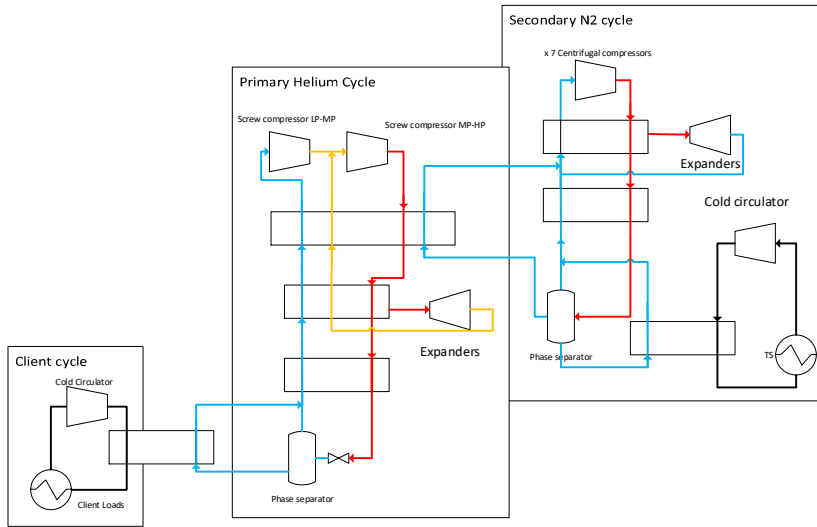 Secondary N2 cycle
x 7 Centrifugal compressors
Expanders
Cold circulator
Phase separator
TS
Primary Helium Cycle
Screw compressor LP-MP
Screw compressor MP-HP
Expanders
Phase separator
Client cycle
Cold Circulator
Client Loads